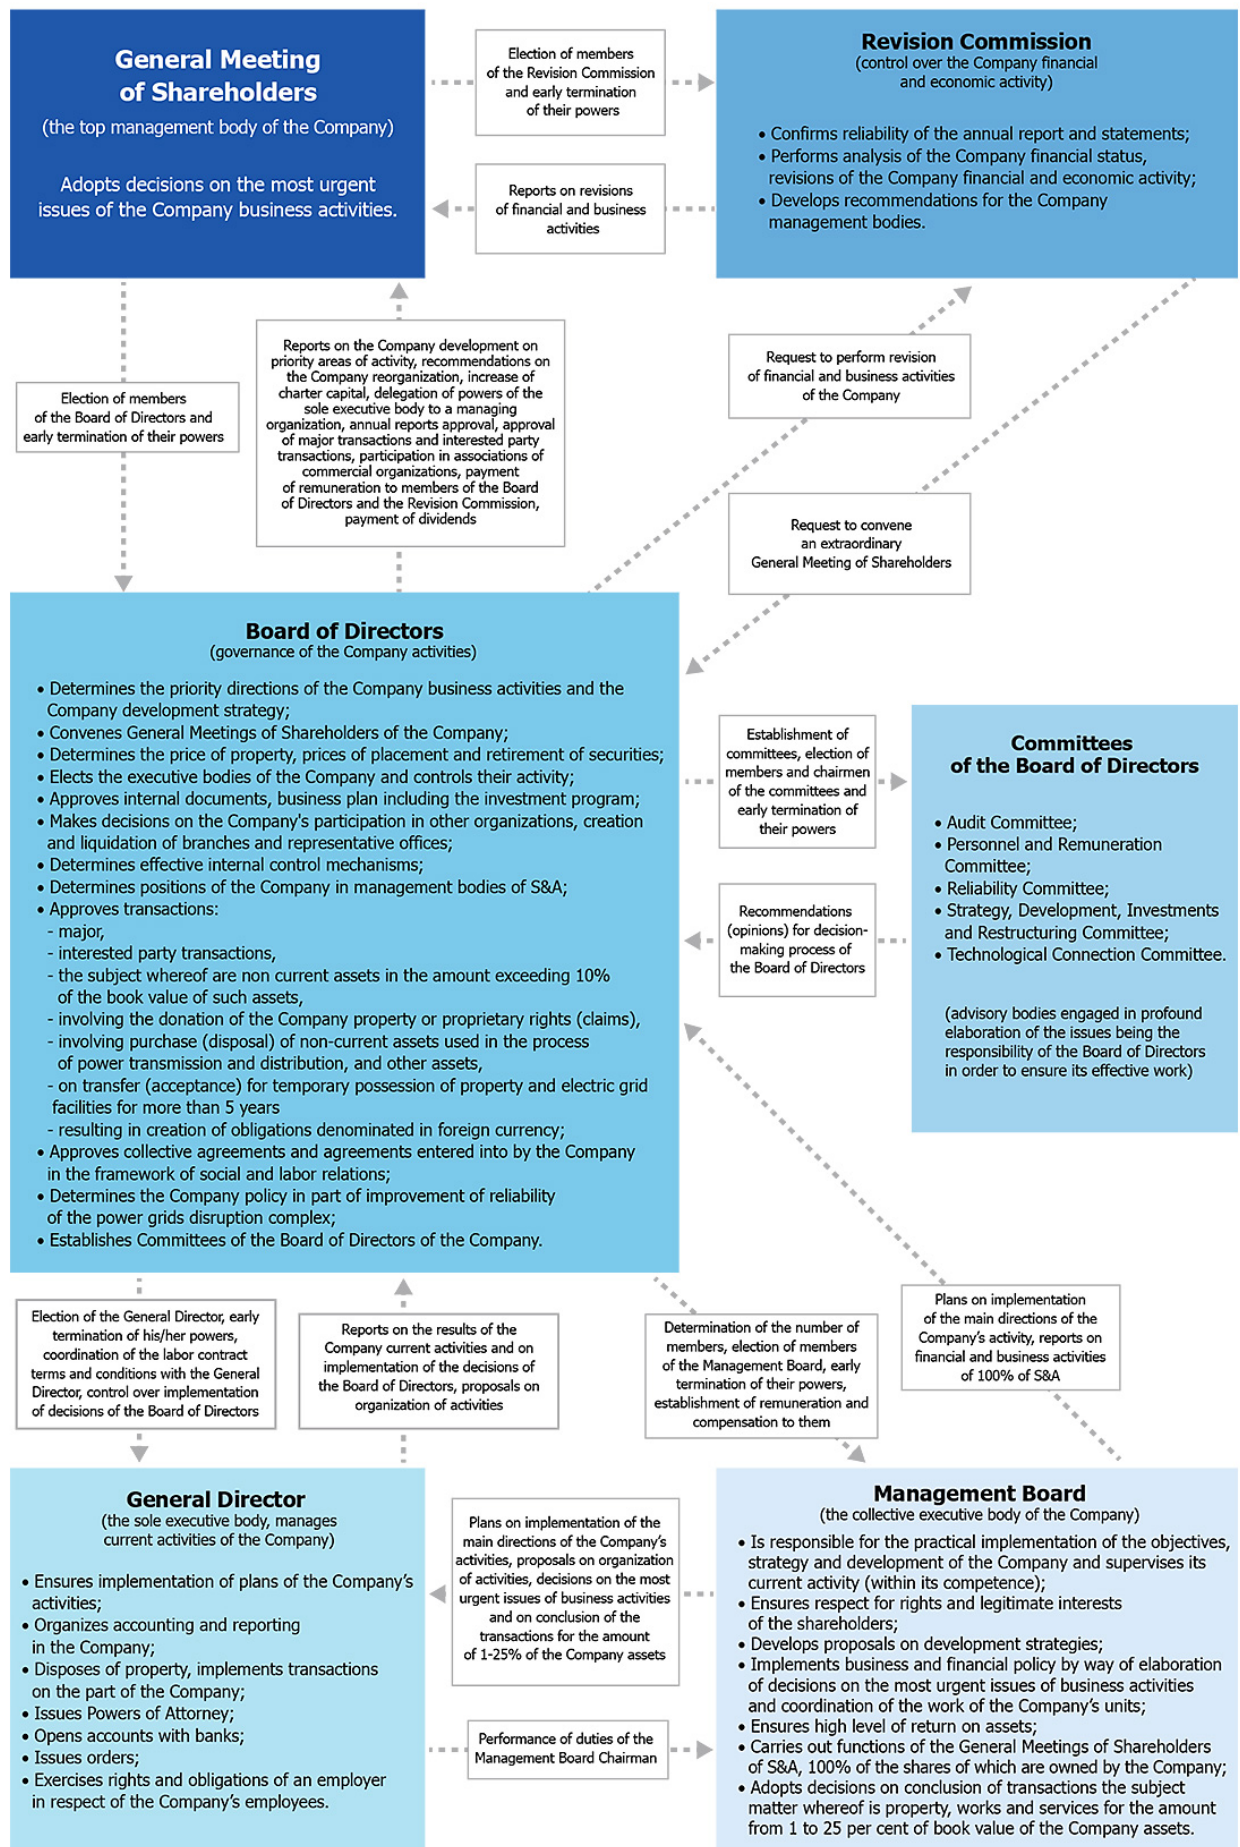 General Meeting
of Shareholders
(the top management body of the Company)
Adopts decisions on the most urgent
issues of the Company business activities.
Election of members
of the Revision Commission
and early termination
of their powers
Reports on revisions
of financial and business
activities
Revision Commission
(control over the Company financial
and economic activity)
• Confirms reliability of the annual report and statements;
• Performs analysis of the Company financial status,
revisions of the Company financial and economic activity;
• Develops recommendations for the Company
management bodies.
Election of members
of the Board of Directors and
early termination of their powers
Reports on the Company development on
priority areas of activity, recommendations on
the Company reorganization, increase of
charter capital, delegation of powers of the
sole executive body to a managing
organization, annual reports approval, approval
of major transactions and interested party
transactions, participation in associations of
commercial organizations, payment
of remuneration to members of the Board
of Directors and the Revision Commission,
payment of dividends
Request to perform revision
of financial and business activities
of the Company
Request to convene
an extraordinary
General Meeting of Shareholders
Board of Directors
(governance of the Company activities)
• Determines the priority directions of the Company business activities and the
Company development strategy;
• Convenes General Meetings of Shareholders of the Company;
• Determines the price of property, prices of placement and retirement of securities;
• Elects the executive bodies of the Company and controls their activity;
• Approves internal documents, business plan including the investment program;
• Makes decisions on the Company's participation in other organizations, creation
and liquidation of branches and representative offices;
• Determines effective internal control mechanisms;
• Determines positions of the Company in management bodies of S&A;
• Approves transactions:
- major,
- interested party transactions,
- the subject whereof are non current assets in the amount exceeding 10%
of the book value of such assets,
- involving the donation of the Company property or proprietary rights (claims),
- involving purchase (disposal) of non-current assets used in the process
of power transmission and distribution, and other assets,
- on transfer (acceptance) for temporary possession of property and electric grid
facilities for more than 5 years
- resulting in creation of obligations denominated in foreign currency;
• Approves collective agreements and agreements entered into by the Company
in the framework of social and labor relations;
• Determines the Company policy in part of improvement of reliability
of the power grids disruption complex;
• Establishes Committees of the Board of Directors of the Company.
Establishment of
committees, election of
members and chairmen
of the committees and
early termination of
their powers
Recommendations
(opinions) for decision-
making process of
the Board of Directors
Committees
of the Board of Directors
• Audit Committee;
• Personnel and Remuneration
Committee;
• Reliability Committee;
• Strategy, Development, Investments
and Restructuring Committee;
• Technological Connection Committee.
(advisory bodies engaged in profound
elaboration of the issues being the
responsibility of the Board of Directors
in order to ensure its effective work)
Election of the General Director, early
termination of his/her powers,
coordination of the labor contract
terms and conditions with the General
Director, control over implementation
of decisions of the Board of Directors
Reports on the results of the
Company current activities and on
implementation of the decisions of
the Board of Directors, proposals on
organization of activities
Determination of the number of
members, election of members
of the Management Board, early
termination of their powers,
establishment of remuneration and
compensation to them
Plans on implementation
of the main directions of the
Company's activity, reports on
financial and business activities
of 100% of S&A
General Director
(the sole executive body, manages
current activities of the Company)
• Ensures implementation of plans of the Company's
activities;
• Organizes accounting and reporting
in the Company;
• Disposes of property, implements transactions
on the part of the Company;
• Issues Powers of Attorney;
• Opens accounts with banks;
• Issues orders;
• Exercises rights and obligations of an employer
in respect of the Company's employees.
Plans on implementation of the
main directions of the Company's
activities, proposals on organization
of activities, decisions on the most
urgent issues of business activities
and on conclusion of the
transactions for the amount
of 1-25% of the Company assets
Performance of duties of the
Management Board Chairman
Management Board
(the collective executive body of the Company)
• Is responsible for the practical implementation of the objectives,
strategy and development of the Company and supervises its
current activity (within its competence);
• Ensures respect for rights and legitimate interests
of the shareholders;
• Develops proposals on development strategies;
• Implements business and financial policy by way of elaboration
of decisions on the most urgent issues of business activities
and coordination of the work of the Company's units;
• Ensures high level of return on assets;
• Carries out functions of the General Meetings of Shareholders
of S&A, 100% of the shares of which are owned by the Company;
• Adopts decisions on conclusion of transactions the subject
matter whereof is property, works and services for the amount
from 1 to 25 per cent of book value of the Company assets.